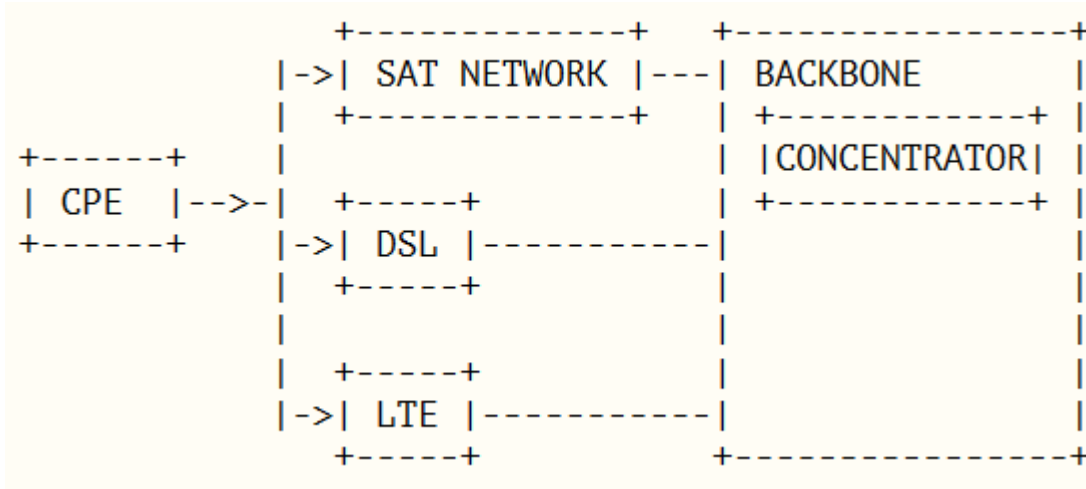 +-------------+   +----------------+
          |->| SAT NETWORK |---| BACKBONE       |
          |  +-------------+   | +------------+ |
+------+  |                    | |CONCENTRATOR| |
| CPE  |-->-|  +-----+         | +------------+ |
+------+  |->| DSL |-----------|                |
          |  +-----+           |                |
          |                    |                |
          |  +-----+           |                |
          |->| LTE |-----------|                |
             +-----+           +----------------+